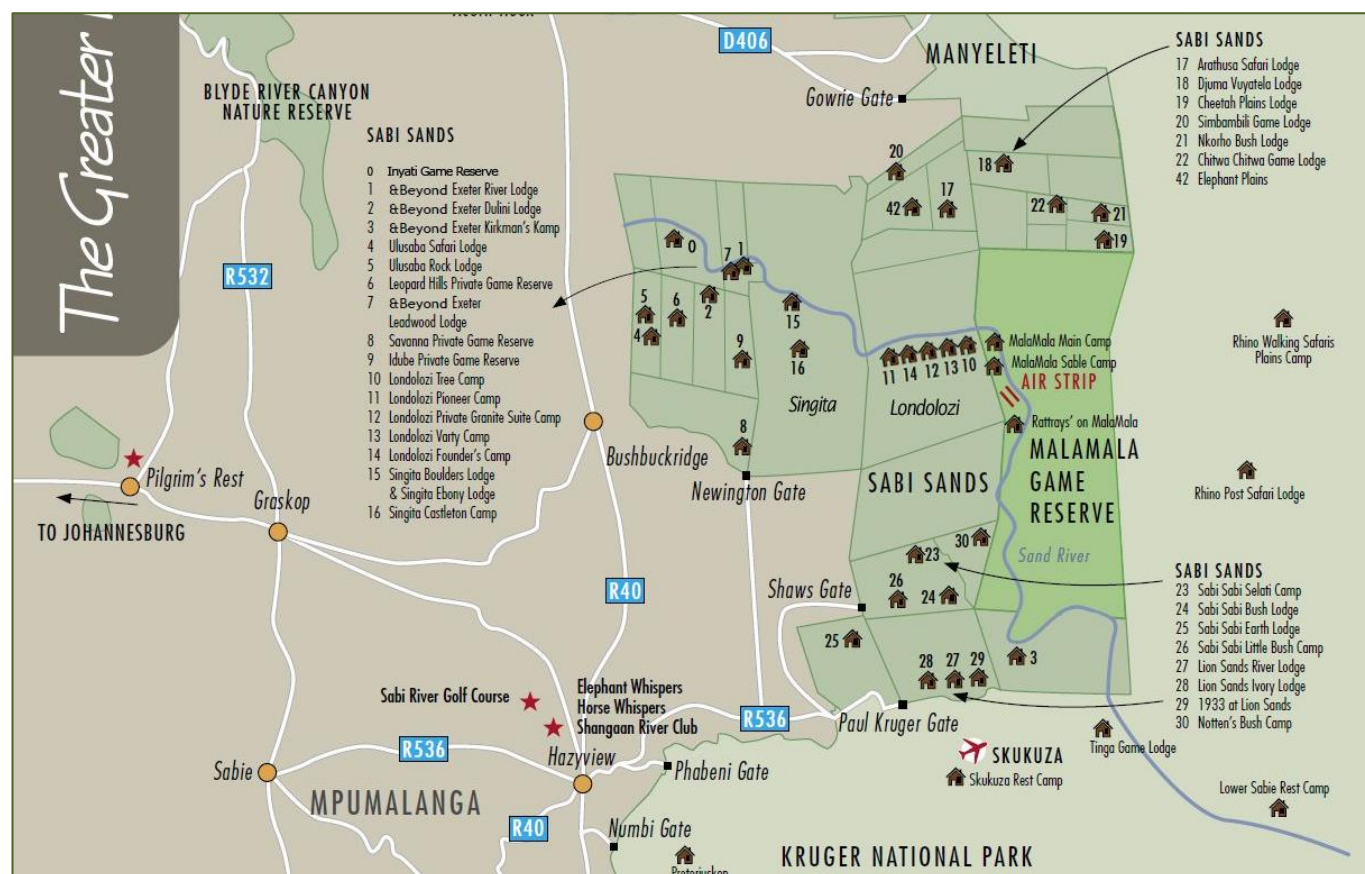 The Greater
BLYDE RIVER CANYON
NATURE RESERVE
R532
D406
MANYELETI
Gowrie Gate
SABI SANDS
0 Inyati Game Reserve
1 &Beyond Exeter River Lodge
2 &Beyond Exeter Dulini Lodge
3 &Beyond Exeter Kirkman's Kamp
4 Ulusaba Safari Lodge
5 Ulusaba Rock Lodge
6 Leopard Hills Private Game Reserve
7 &Beyond Exeter
Leadwood Lodge
8 Savanna Private Game Reserve
9 Idube Private Game Reserve
10 Londolozi Tree Camp
11 Londolozi Pioneer Camp
12 Londolozi Private Granite Suite Camp
13 Londolozi Varty Camp
14 Londolozi Founder's Camp
15 Singita Boulders Lodge
& Singita Ebony Lodge
16 Singita Castleton Camp
SABI SANDS
17 Arathusa Safari Lodge
18 Djuma Vuyatela Lodge
19 Cheetah Plains Lodge
20 Simbambili Game Lodge
21 Nkorho Bush Lodge
22 Chitwa Chitwa Game Lodge
42 Elephant Plains
20
18
17
42
22
21
19
0
1
7
2
5
6
4
15
9
16
8
11
14
12
13
10
MalaMala Main Camp
MalaMala Sable Camp
AIR STRIP
Rattrays' on MalaMala
MALAMALA
GAME
RESERVE
Rhino Walking Safaris
Plains Camp
Rhino Post Safari Lodge
Singita
Londolozi
SABI SANDS
Newington Gate
Bushbuckridge
Pilgrim's Rest
TO JOHANNESBURG
Graskop
R40
Sand River
30
23
26
24
25
28
27
29
3
Shaws Gate
SABI SANDS
23 Sabi Sabi Selati Camp
24 Sabi Sabi Bush Lodge
25 Sabi Sabi Earth Lodge
26 Sabi Sabi Little Bush Camp
27 Lion Sands River Lodge
28 Lion Sands Ivory Lodge
29 1933 at Lion Sands
30 Notten's Bush Camp
Sabi River Golf Course
Elephant Whispers
Horse Whispers
Shangaan River Club
R536
R536
Paul Kruger Gate
Sabie
Hazyview
Phabeni Gate
SKUKUZA
Skukuza Rest Camp
Tinga Game Lodge
Lower Sabie Rest Camp
MPUMALANGA
R40
Numbi Gate
KRUGER NATIONAL PARK